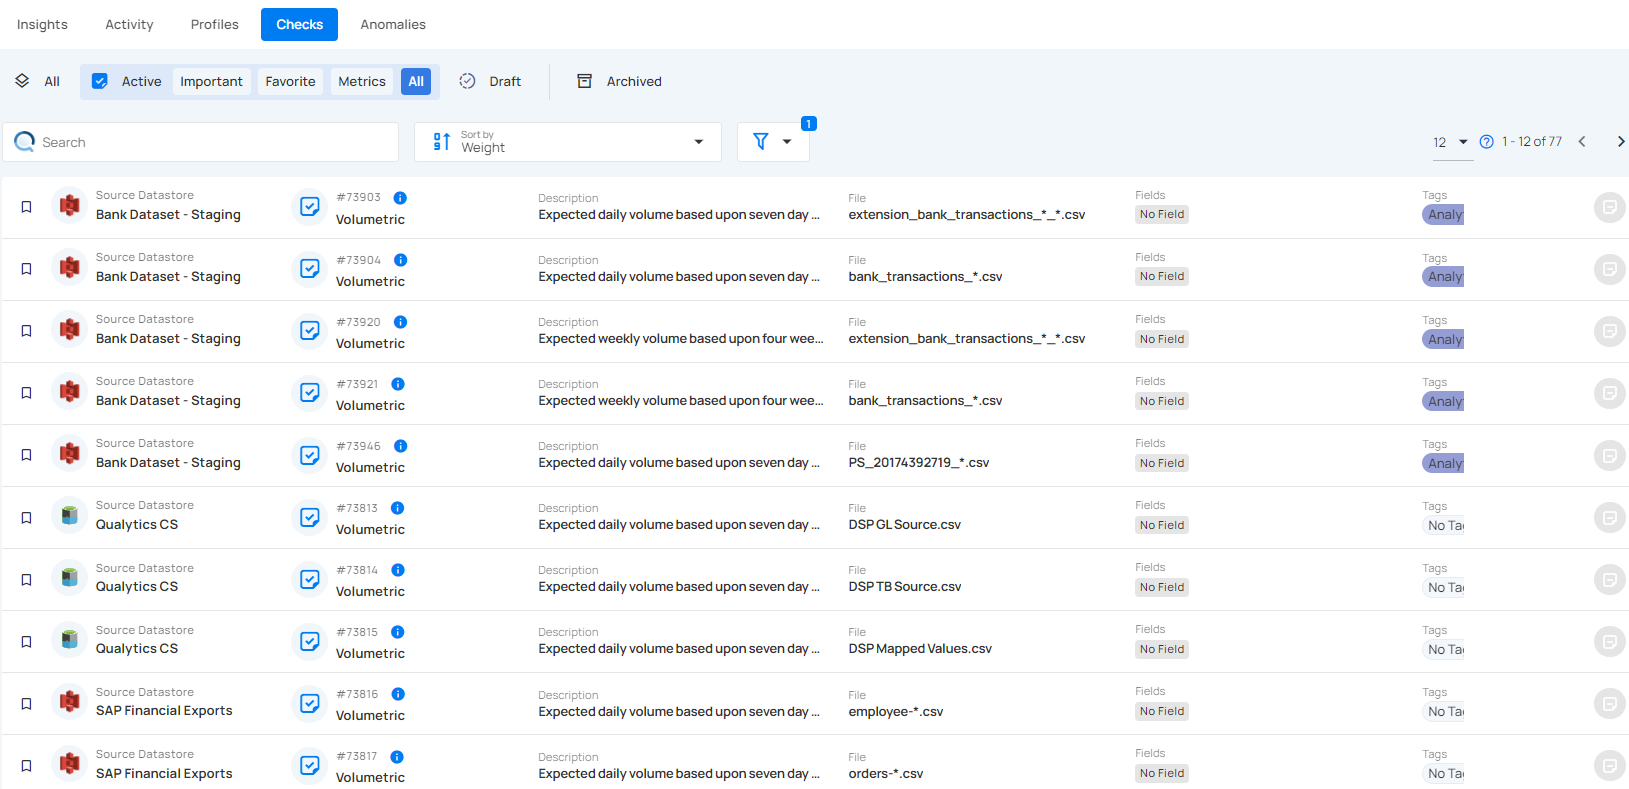 Insights Activity Profiles Checks Anomalies
All Active Important Favorite Metrics All Draft Archived
Search Sort by Weight 1 12 1 - 12 of 77
Source Datastore #73903 Description File Fields Tags
Bank Dataset - Staging Volumetric Expected daily volume based upon seven day ... extension_bank_transactions_*_*.csv No Field Analy
Source Datastore #73904 Description File Fields Tags
Bank Dataset - Staging Volumetric Expected daily volume based upon seven day ... bank_transactions_*.csv No Field Analy
Source Datastore #73920 Description File Fields Tags
Bank Dataset - Staging Volumetric Expected weekly volume based upon four wee... extension_bank_transactions_*_*.csv No Field Analy
Source Datastore #73921 Description File Fields Tags
Bank Dataset - Staging Volumetric Expected weekly volume based upon four wee... bank_transactions_*.csv No Field Analy
Source Datastore #73946 Description File Fields Tags
Bank Dataset - Staging Volumetric Expected daily volume based upon seven day ... PS_20174392719_*.csv No Field Analy
Source Datastore #73813 Description File Fields Tags
Qualytics CS Volumetric Expected daily volume based upon seven day ... DSP GL Source.csv No Field No Ta
Source Datastore #73814 Description File Fields Tags
Qualytics CS Volumetric Expected daily volume based upon seven day ... DSP TB Source.csv No Field No Ta
Source Datastore #73815 Description File Fields Tags
Qualytics CS Volumetric Expected daily volume based upon seven day ... DSP Mapped Values.csv No Field No Ta
Source Datastore #73816 Description File Fields Tags
SAP Financial Exports Volumetric Expected daily volume based upon seven day ... employee-*.csv No Field No Ta
Source Datastore #73817 Description File Fields Tags
SAP Financial Exports Volumetric Expected daily volume based upon seven day ... orders-*.csv No Field No Ta